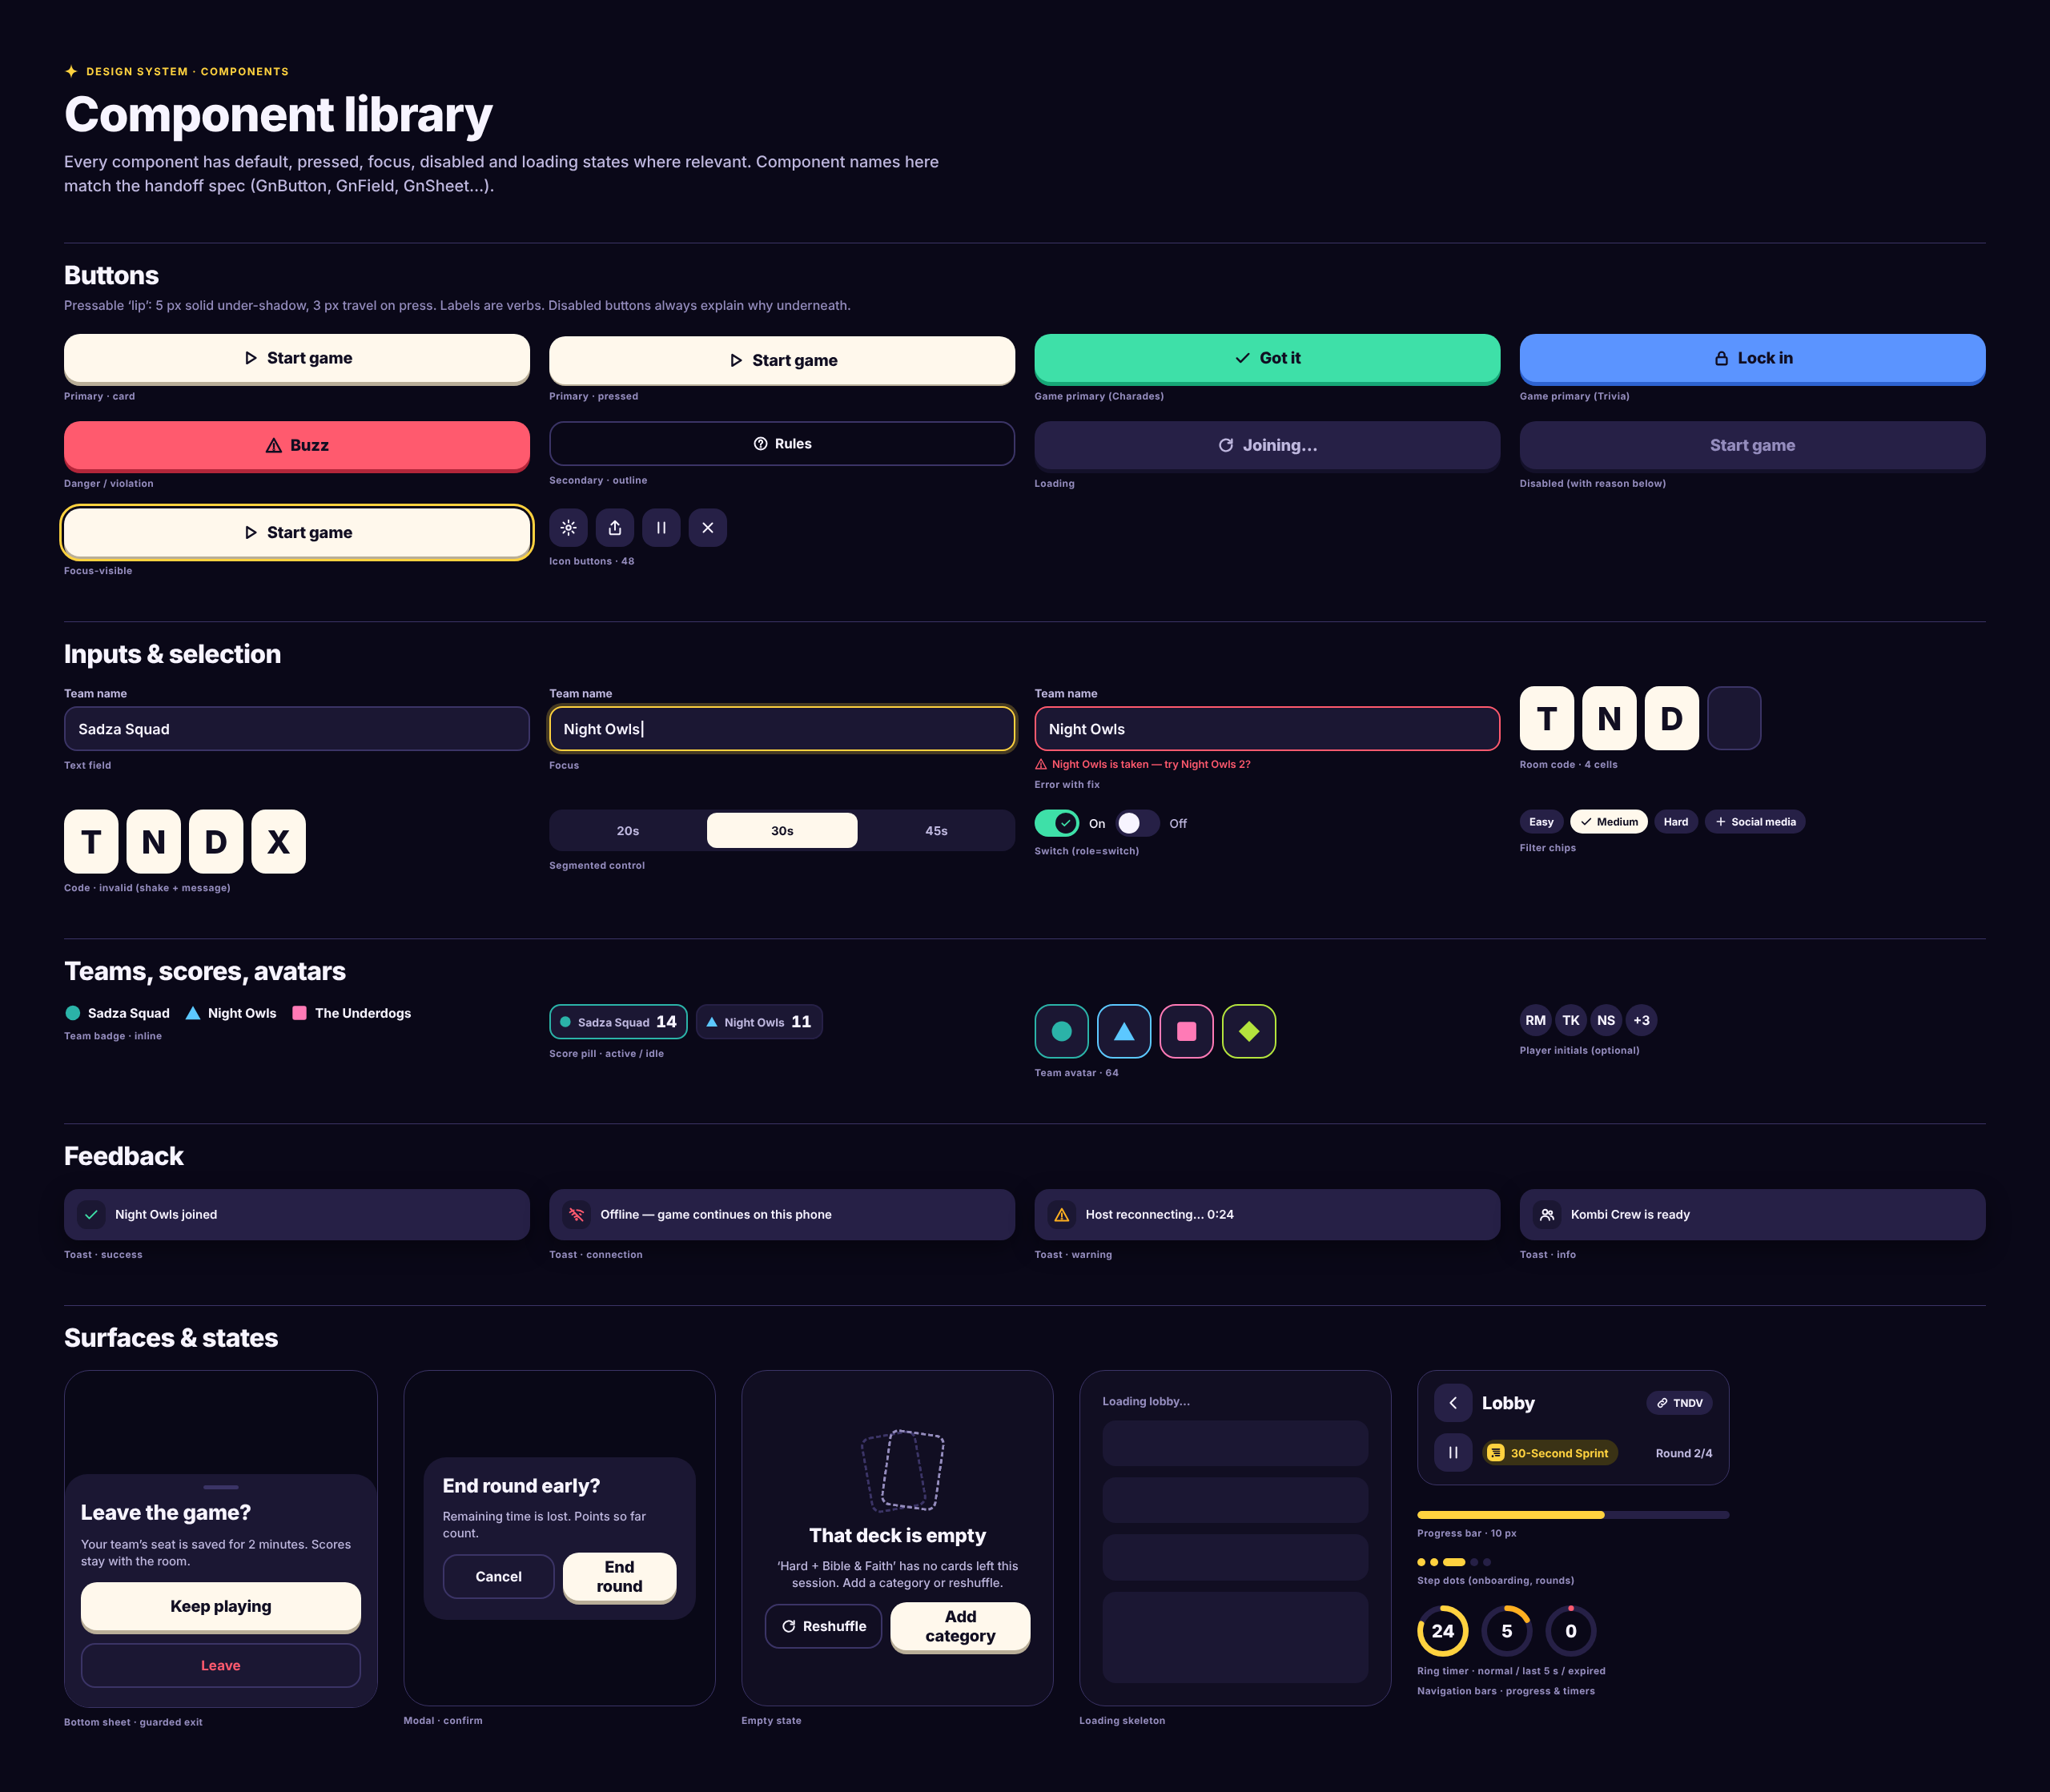 DESIGN SYSTEM · COMPONENTS
Component library
Every component has default, pressed, focus, disabled and loading states where relevant. Component names here
match the handoff spec (GnButton, GnField, GnSheet…).
Buttons
Pressable ‘lip’: 5 px solid under-shadow, 3 px travel on press. Labels are verbs. Disabled buttons always explain why underneath.
Start game
Primary · card
Start game
Primary · pressed
Got it
Game primary (Charades)
Lock in
Game primary (Trivia)
Buzz
Danger / violation
Rules
Secondary · outline
Joining…
Loading
Start game
Disabled (with reason below)
Start game
Focus-visible
Icon buttons · 48
Inputs & selection
Team name
Sadza Squad
Text field
Team name
Night Owls|
Focus
Team name
Night Owls
Night Owls is taken — try Night Owls 2?
Error with fix
T N D
Room code · 4 cells
T N D X
Code · invalid (shake + message)
20s 30s 45s
Segmented control
On Off
Switch (role=switch)
Easy Medium Hard + Social media
Filter chips
Teams, scores, avatars
Sadza Squad Night Owls The Underdogs
Team badge · inline
Sadza Squad 14 Night Owls 11
Score pill · active / idle
Team avatar · 64
RM TK NS +3
Player initials (optional)
Feedback
Night Owls joined
Toast · success
Offline — game continues on this phone
Toast · connection
Host reconnecting… 0:24
Toast · warning
Kombi Crew is ready
Toast · info
Surfaces & states
Leave the game?
Your team’s seat is saved for 2 minutes. Scores
stay with the room.
Keep playing
Leave
Bottom sheet · guarded exit
End round early?
Remaining time is lost. Points so far
count.
Cancel
End
round
Modal · confirm
That deck is empty
‘Hard + Bible & Faith’ has no cards left this
session. Add a category or reshuffle.
Reshuffle
Add
category
Empty state
Loading lobby…
Loading skeleton
Lobby TNDV
30-Second Sprint Round 2/4
Progress bar · 10 px
Step dots (onboarding, rounds)
24 5 0
Ring timer · normal / last 5 s / expired
Navigation bars · progress & timers